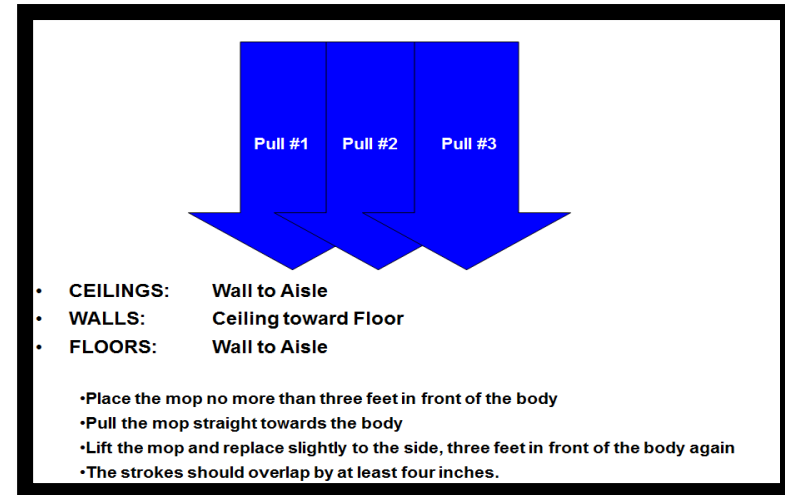 Pull #1 Pull #2 Pull #3
• CEILINGS: Wall to Aisle
• WALLS: Ceiling toward Floor
• FLOORS: Wall to Aisle
•Place the mop no more than three feet in front of the body
•Pull the mop straight towards the body
•Lift the mop and replace slightly to the side, three feet in front of the body again
•The strokes should overlap by at least four inches.